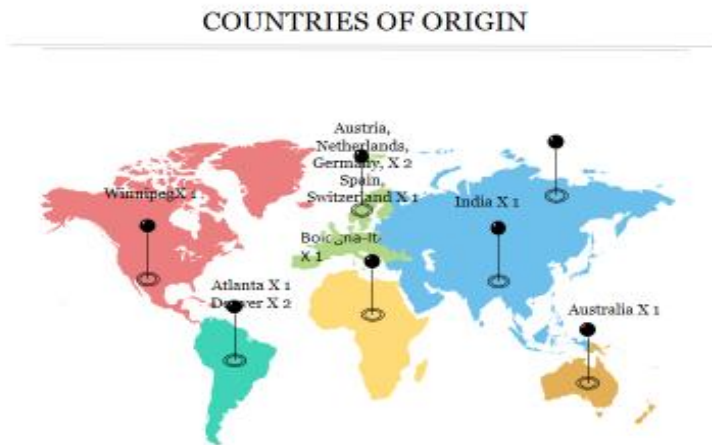 COUNTRIES OF ORIGIN
Austria,
Netherlands,
Germany, X 2
Spain,
Switzerland X 1
WinnipegX 1
India X 1
Bologna-It-
X 1
Atlanta X 1
Denver X 2
Australia X 1